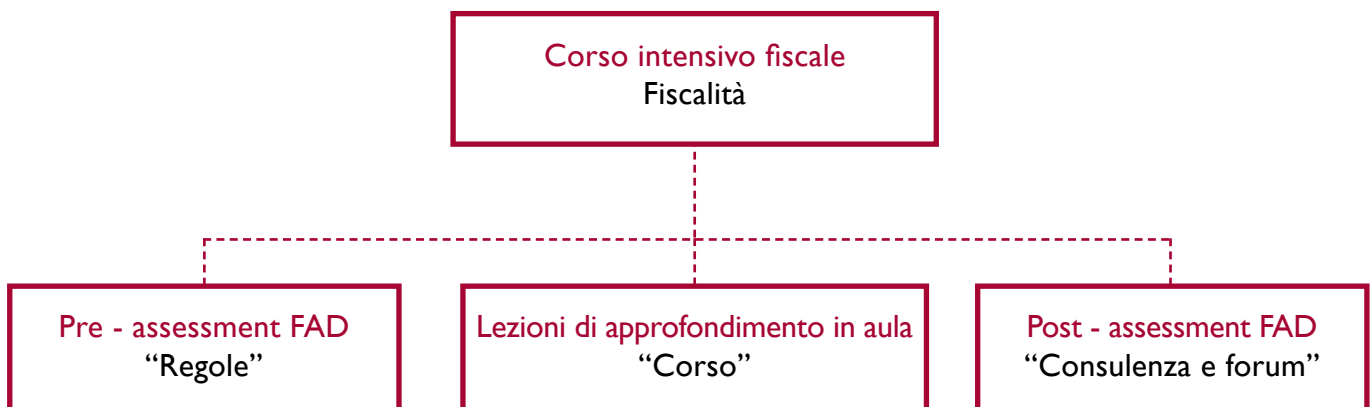 Corso intensivo fiscale
Fiscalità
Pre - assessment FAD
“Regole”
Lezioni di approfondimento in aula
“Corso”
Post - assessment FAD
“Consulenza e forum”